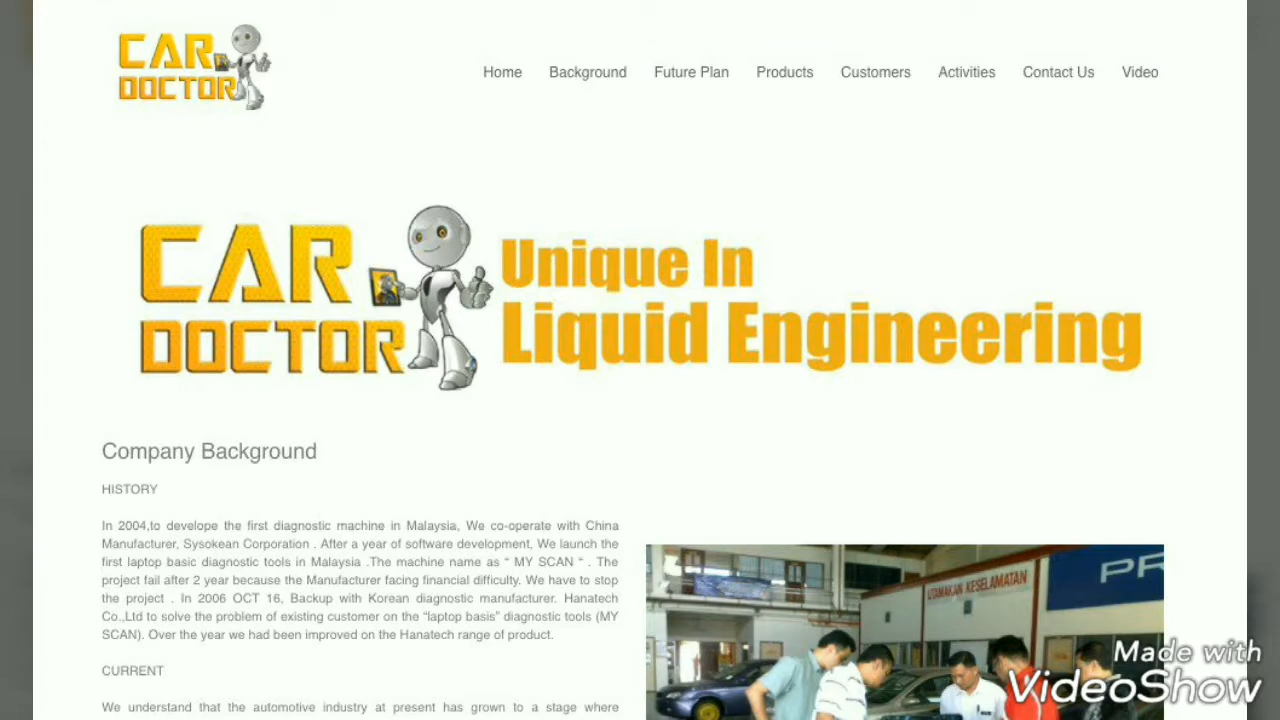 CAR
DOCTOR
Home Background Future Plan Products Customers Activities Contact Us Video
CAR
DOCTOR
Unique In
Liquid Engineering
Company Background
HISTORY
In 2004,to develope the first diagnostic machine in Malaysia, We co-operate with China
Manufacturer, Sysokean Corporation . After a year of software development, We launch the
first laptop basic diagnostic tools in Malaysia .The machine name as “ MY SCAN “ . The
project fail after 2 year because the Manufacturer facing financial difficulty. We have to stop
the project . In 2006 OCT 16, Backup with Korean diagnostic manufacturer. Hanatech
Co.,Ltd to solve the problem of existing customer on the “laptop basis” diagnostic tools (MY
SCAN). Over the year we had been improved on the Hanatech range of product.
CURRENT
We understand that the automotive industry at present has grown to a stage where
UTAMAKAN KESELAMATAN
PR
Made with
VideoShow